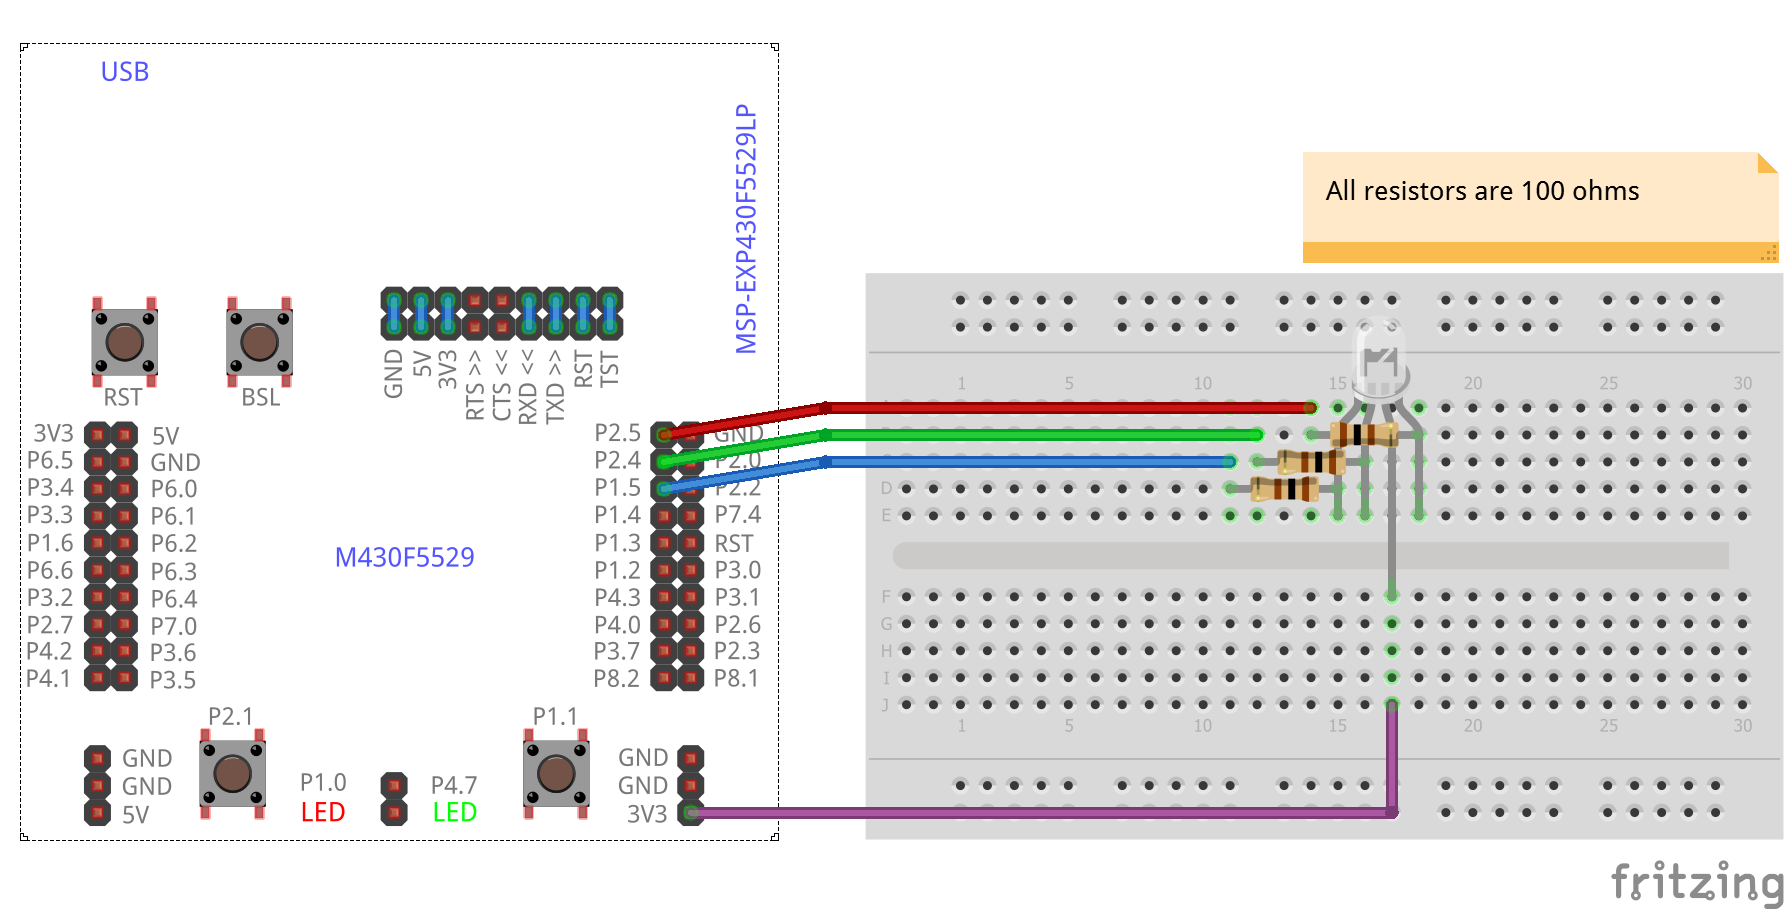 USB
MSP-EXP430F5529LP
All resistors are 100 ohms
RST
BSL
GND
5V
3V3
RTS >>
CTS <<
RXD <<
TXD >>
RST
TST
3V3 5V
P6.5 GND
P3.4 P6.0
P3.3 P6.1
P1.6 P6.2
P6.6 P6.3
P3.2 P6.4
P2.7 P7.0
P4.2 P3.6
P4.1 P3.5
M430F5529
P2.5 GND
P2.4 P2.0
P1.5 P2.2
P1.4 P7.4
P1.3 RST
P1.2 P3.0
P4.3 P3.1
P4.0 P2.6
P3.7 P2.3
P8.2 P8.1
P2.1
P1.1
GND
GND
5V
P1.0
LED
P4.7
LED
GND
GND
3V3
1 5 10 15 20 25 30
D
E
F
G
H
I
J
1 5 10 15 20 25 30
fritzing